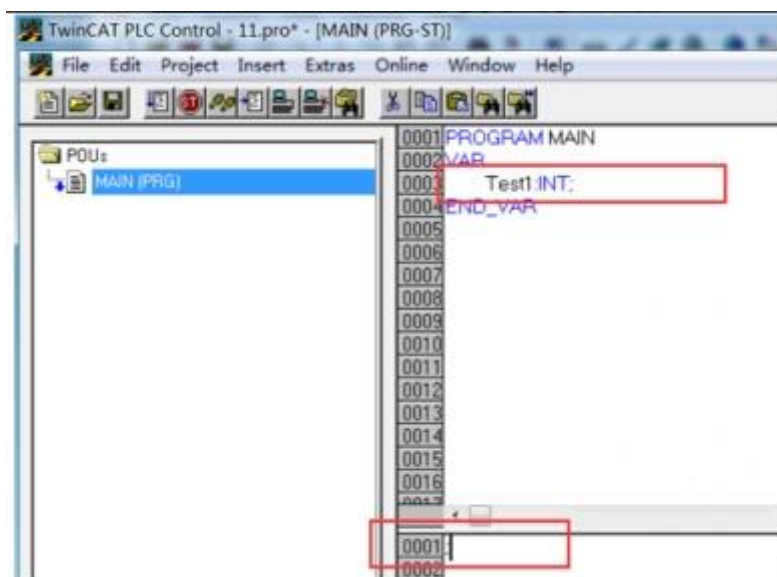 TwinCAT PLC Control - 11.pro* - [MAIN (PRG-ST)]
File Edit Project Insert Extras Online Window Help
POUs
MAIN (PRG)
0001 PROGRAM MAIN
0002 VAR
0003 Test1:INT;
0004 END_VAR
0005
0006
0007
0008
0009
0010
0011
0012
0013
0014
0015
0016
0017
0001 ;
0002